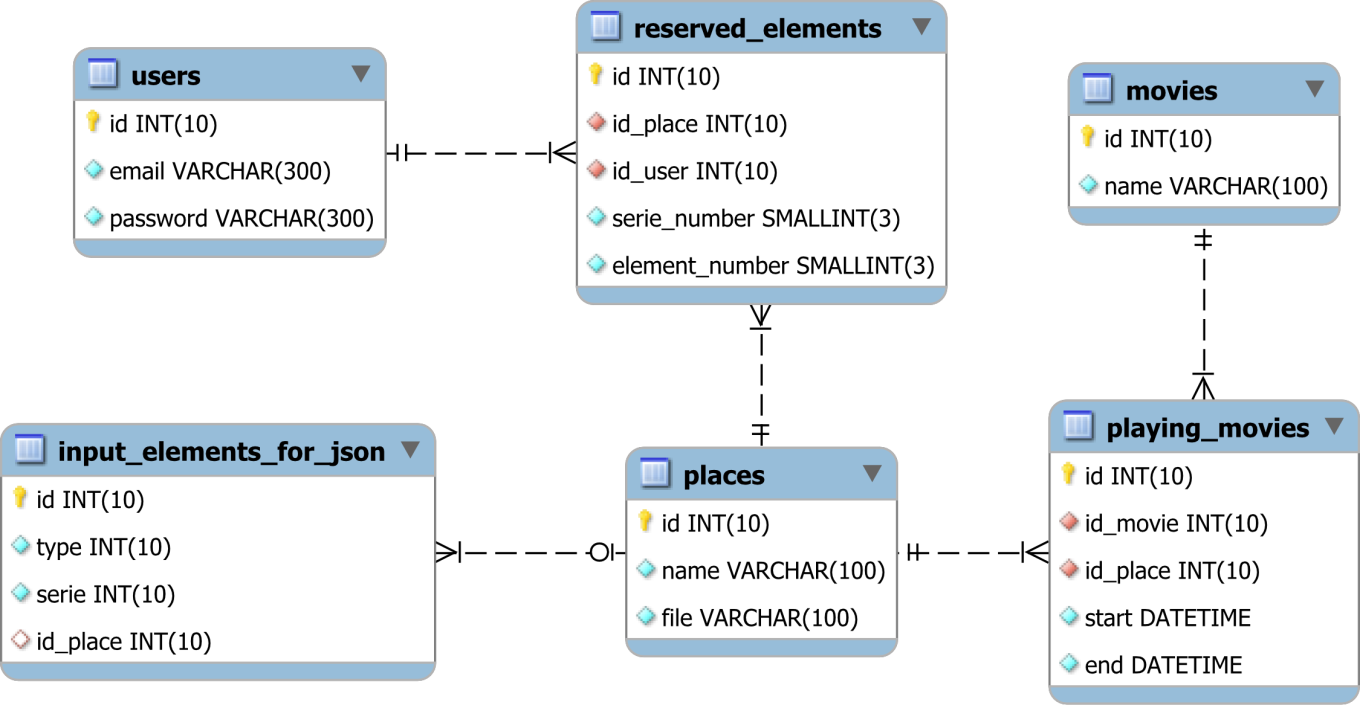 users
id INT(10)
email VARCHAR(300)
password VARCHAR(300)
reserved_elements
id INT(10)
id_place INT(10)
id_user INT(10)
serie_number SMALLINT(3)
element_number SMALLINT(3)
movies
id INT(10)
name VARCHAR(100)
input_elements_for_json
id INT(10)
type INT(10)
serie INT(10)
id_place INT(10)
places
id INT(10)
name VARCHAR(100)
file VARCHAR(100)
playing_movies
id INT(10)
id_movie INT(10)
id_place INT(10)
start DATETIME
end DATETIME